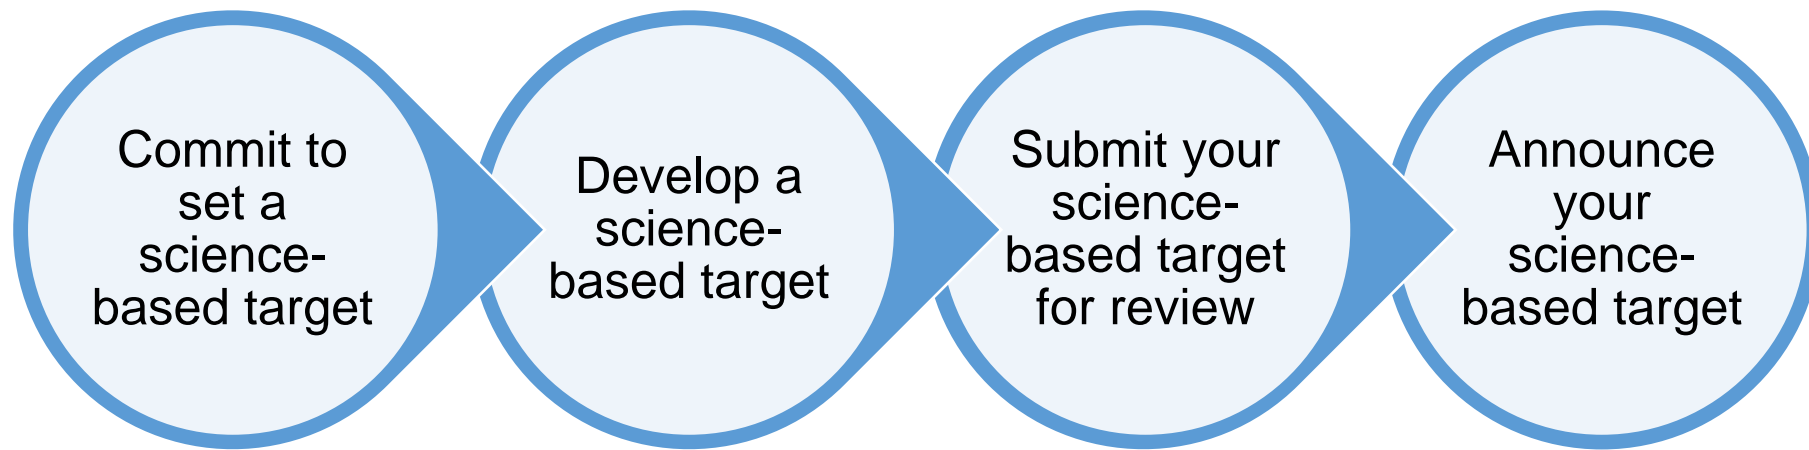 Commit to
set a
science-
based target
Develop a
science-
based target
Submit your
science-
based target
for review
Announce
your
science-
based target